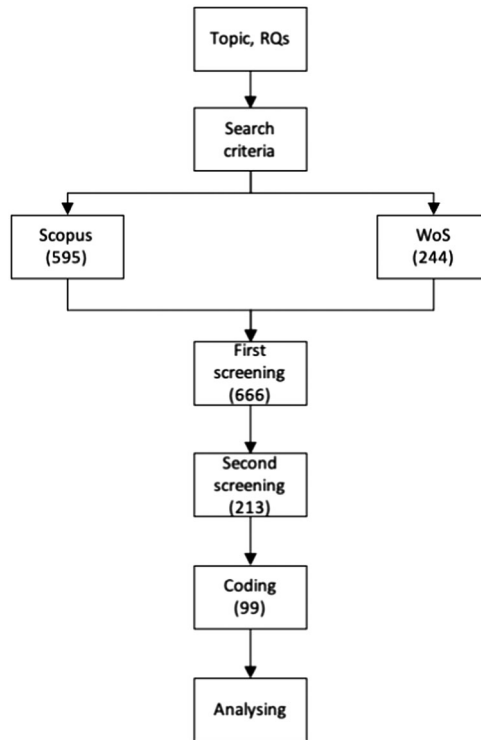 Topic, RQs
Search
criteria
Scopus
(595)
WoS
(244)
First
screening
(666)
Second
screening
(213)
Coding
(99)
Analysing